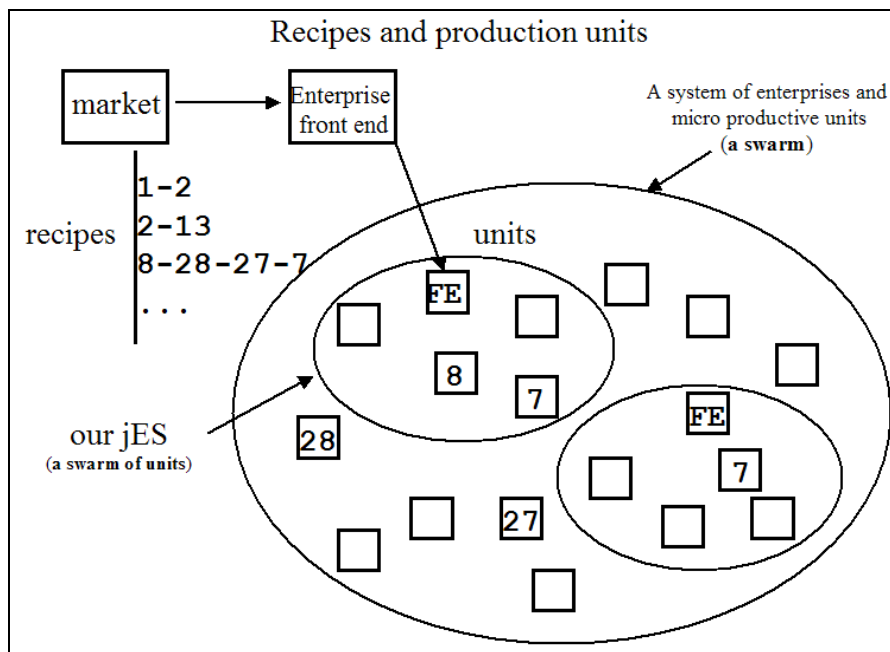 Recipes and production units
market
Enterprise
front end
A system of enterprises and
micro productive units
(a swarm)
recipes
1-2
2-13
8-28-27-7
...
units
FE
8
7
our jES
(a swarm of units)
28
FE
7
27